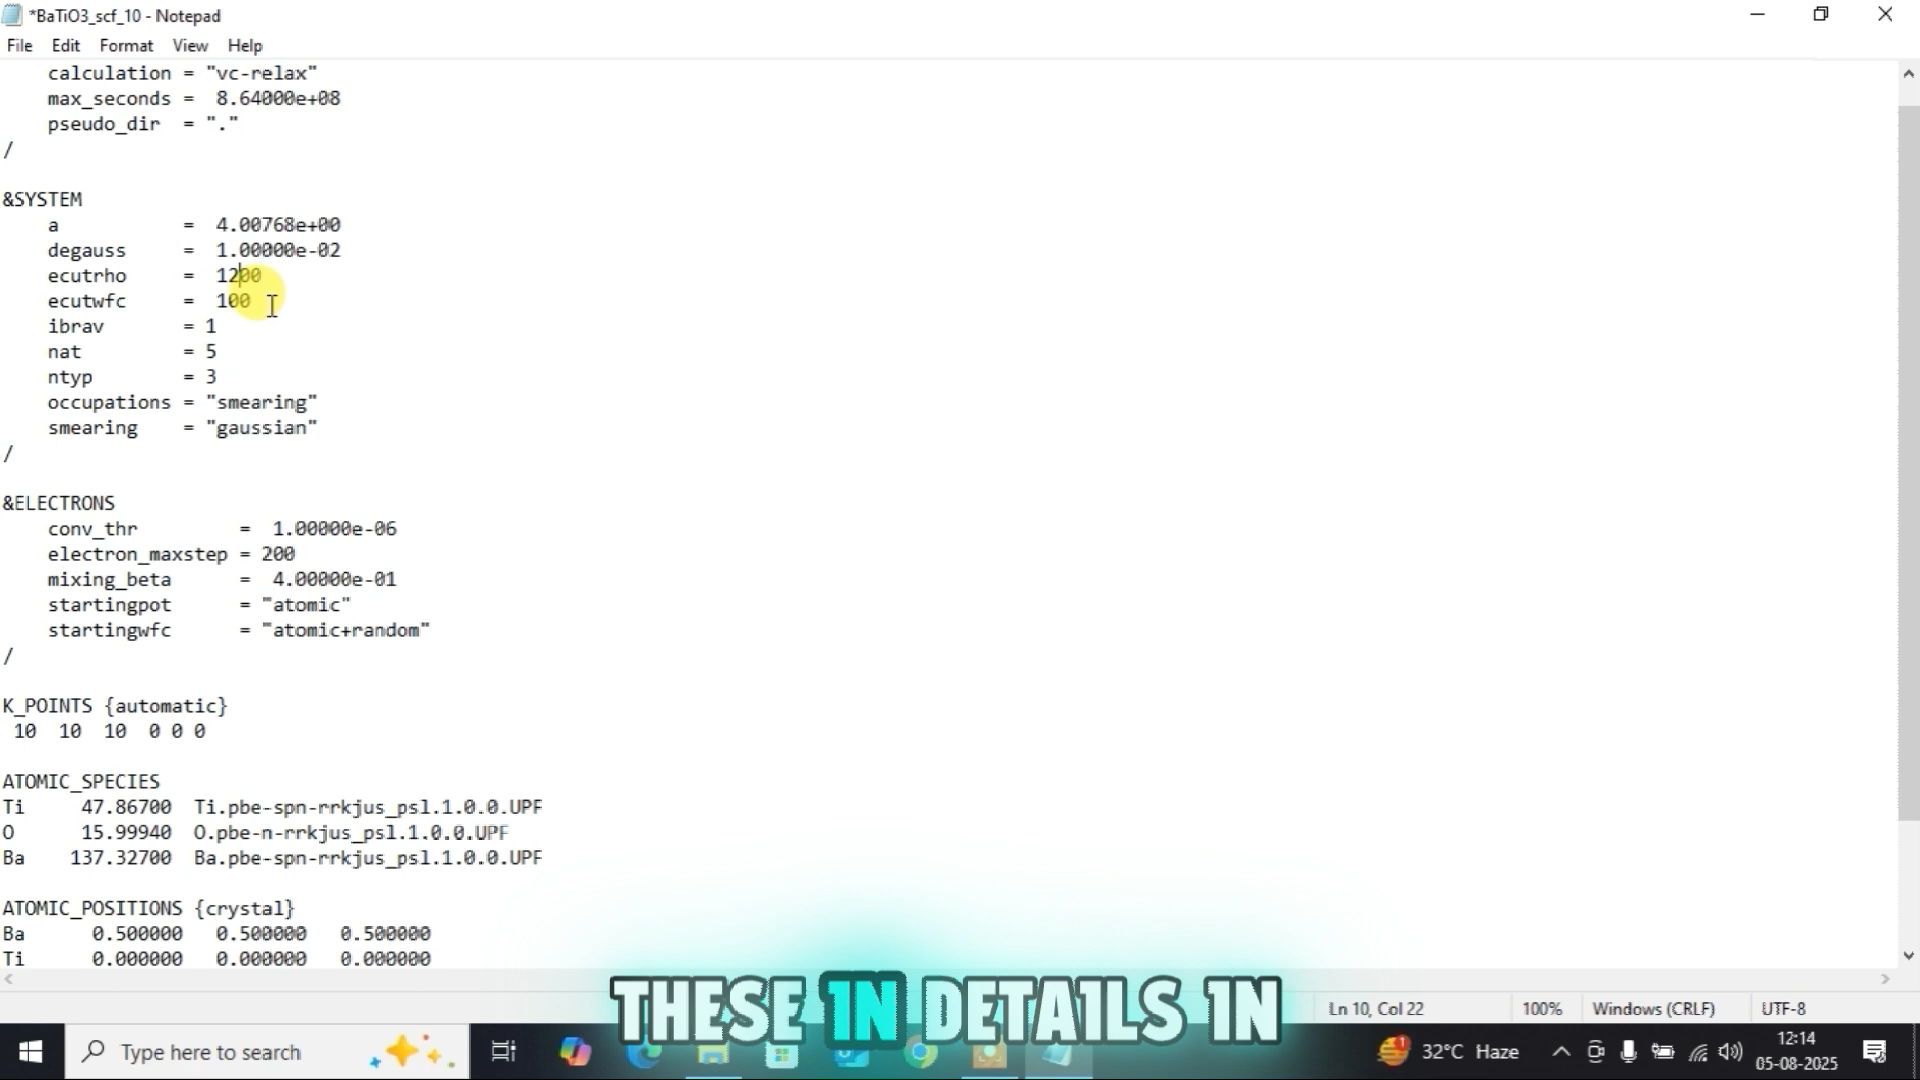 *BaTiO3_scf_10 - Notepad
File Edit Format View Help
calculation = "vc-relax"
max_seconds = 8.64000e+08
pseudo_dir = "."
/
&SYSTEM
a = 4.00768e+00
degauss = 1.00000e-02
ecutrho = 1200
ecutwfc = 100
ibrav = 1
nat = 5
ntyp = 3
occupations = "smearing"
smearing = "gaussian"
/
&ELECTRONS
conv_thr = 1.00000e-06
electron_maxstep = 200
mixing_beta = 4.00000e-01
startingpot = "atomic"
startingwfc = "atomic+random"
/
K_POINTS {automatic}
10 10 10 0 0 0
ATOMIC_SPECIES
Ti 47.86700 Ti.pbe-spn-rrkjus_psl.1.0.0.UPF
O 15.99940 O.pbe-n-rrkjus_psl.1.0.0.UPF
Ba 137.32700 Ba.pbe-spn-rrkjus_psl.1.0.0.UPF
ATOMIC_POSITIONS {crystal}
Ba 0.500000 0.500000 0.500000
Ti 0.000000 0.000000 0.000000
THESE IN DETAILS IN
Ln 10, Col 22 100% Windows (CRLF) UTF-8
Type here to search
32°C Haze
12:14
05-08-2025